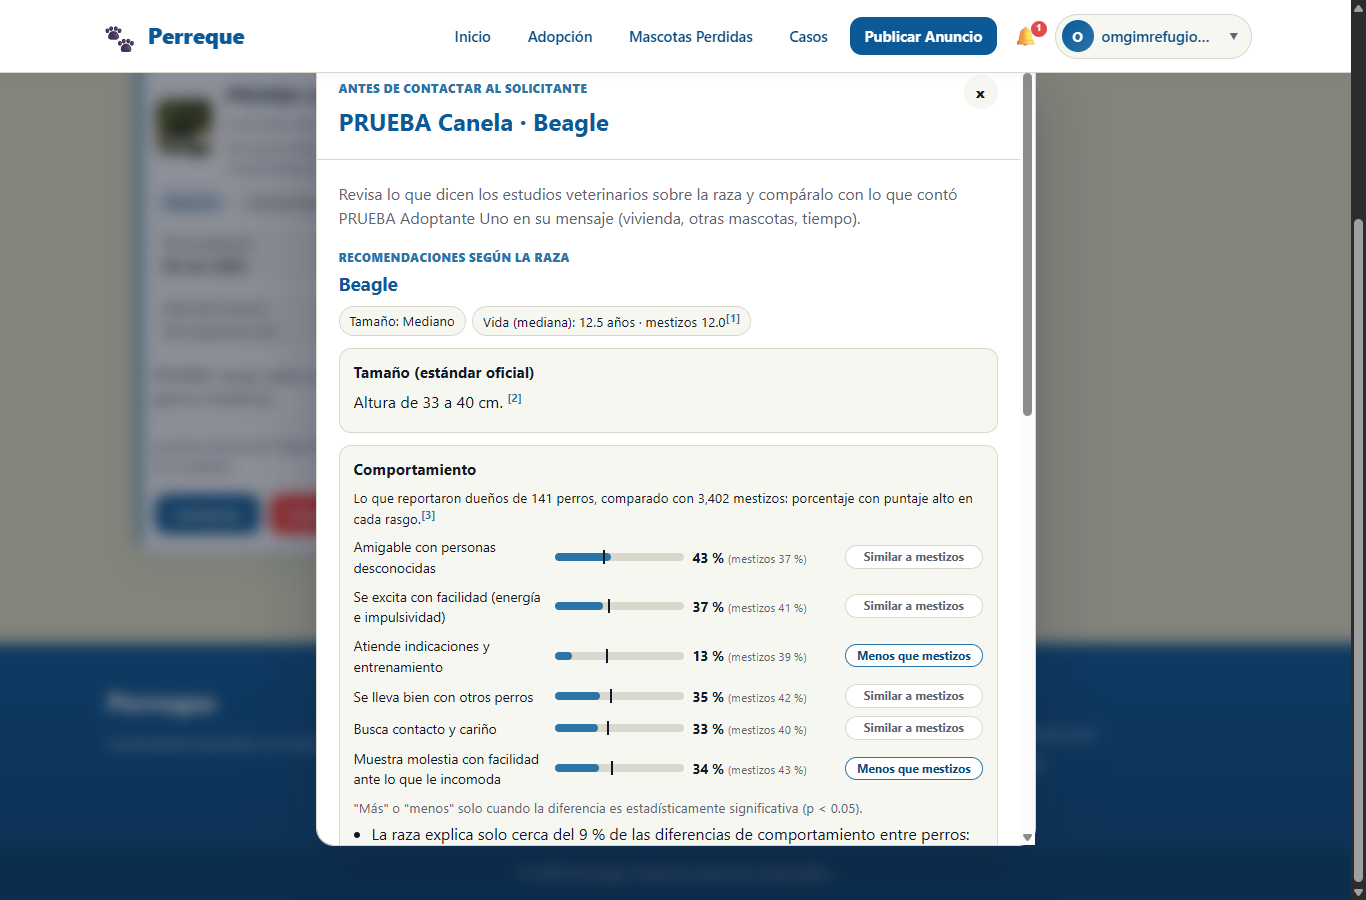 Perreque
Inicio
Adopción
Mascotas Perdidas
Casos
Publicar Anuncio
1
O
omgimrefugio...
ANTES DE CONTACTAR AL SOLICITANTE
x
PRUEBA Canela · Beagle
Revisa lo que dicen los estudios veterinarios sobre la raza y compáralo con lo que contó
PRUEBA Adoptante Uno en su mensaje (vivienda, otras mascotas, tiempo).
RECOMENDACIONES SEGÚN LA RAZA
Beagle
Tamaño: Mediano
Vida (mediana): 12.5 años · mestizos 12.0[1]
Tamaño (estándar oficial)
Altura de 33 a 40 cm. [2]
Comportamiento
Lo que reportaron dueños de 141 perros, comparado con 3,402 mestizos: porcentaje con puntaje alto en
cada rasgo.[3]
Amigable con personas
desconocidas
43 % (mestizos 37 %)
Similar a mestizos
Se excita con facilidad (energía
e impulsividad)
37 % (mestizos 41 %)
Similar a mestizos
Atiende indicaciones y
entrenamiento
13 % (mestizos 39 %)
Menos que mestizos
Se lleva bien con otros perros
35 % (mestizos 42 %)
Similar a mestizos
Busca contacto y cariño
33 % (mestizos 40 %)
Similar a mestizos
Muestra molestia con facilidad
ante lo que le incomoda
34 % (mestizos 43 %)
Menos que mestizos
"Más" o "menos" solo cuando la diferencia es estadísticamente significativa (p < 0.05).
• La raza explica solo cerca del 9 % de las diferencias de comportamiento entre perros: